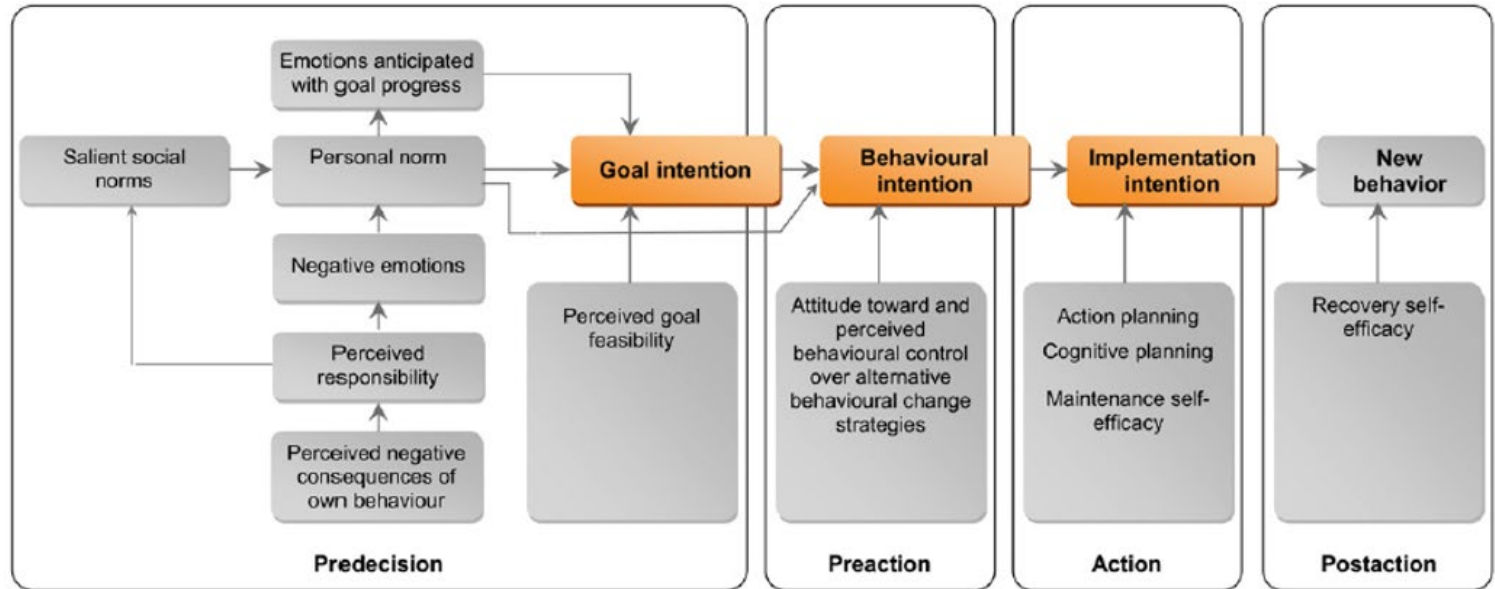 Emotions anticipated
with goal progress
Salient social
norms
Personal norm
Goal intention
Behavioural
intention
Implementation
intention
New
behavior
Negative emotions
Perceived
responsibility
Perceived negative
consequences of
own behaviour
Perceived goal
feasibility
Attitude toward and
perceived
behavioural control
over alternative
behavioural change
strategies
Action planning
Cognitive planning
Maintenance self-
efficacy
Recovery self-
efficacy
Predecision
Preaction
Action
Postaction